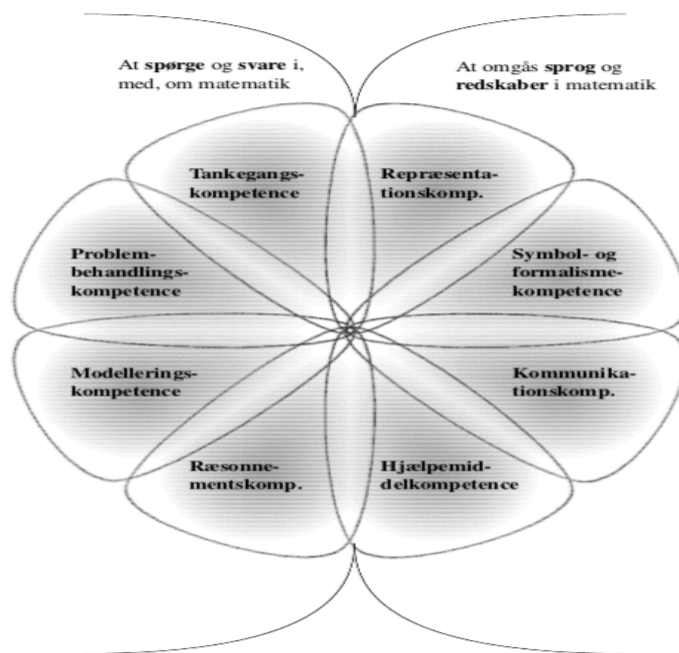 At spørge og svare i,
med, om matematik
At omgås sprog og
redskaber i matematik
Tankegangs-
kompetence
Repræsenta-
tionskomp.
Problem-
behandlings-
kompetence
Symbol- og
formalisme-
kompetence
Modellerings-
kompetence
Kommunika-
tionskomp.
Ræsonne-
mentskomp.
Hjælpemid-
delkompetence